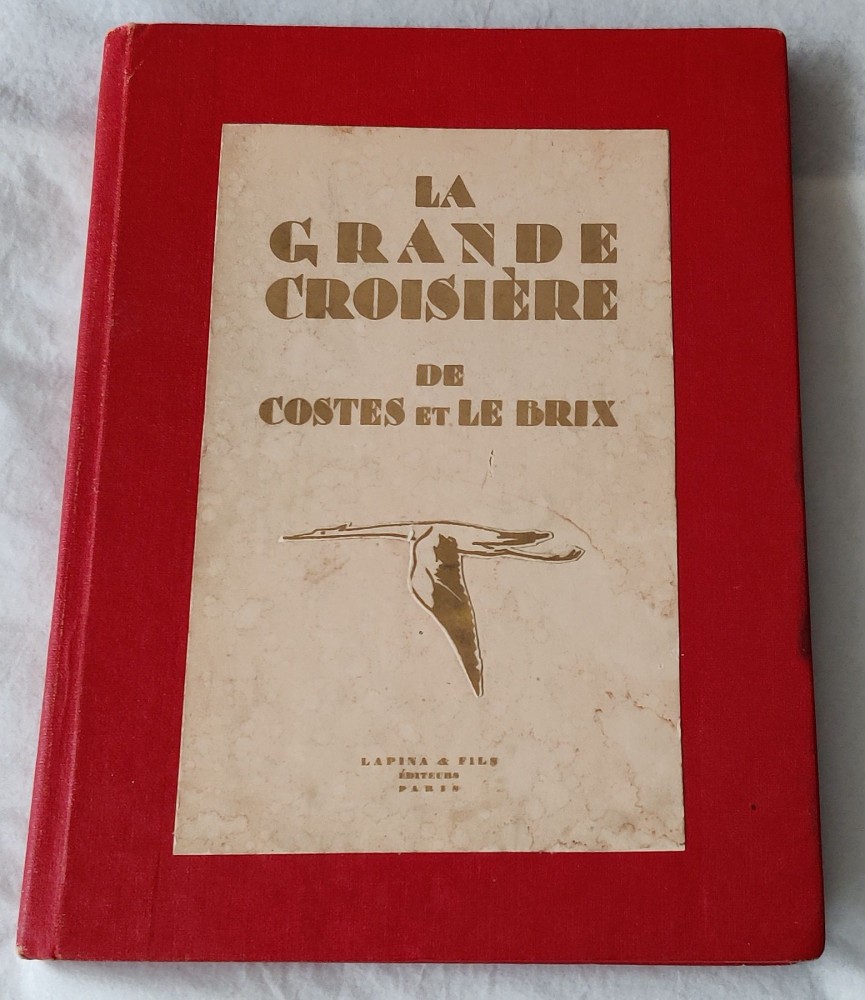 LA
GRANDE
CROISIÈRE
DE
COSTES ET LE BRIX
LAPINA & FILS
ÉDITEURS
PARIS